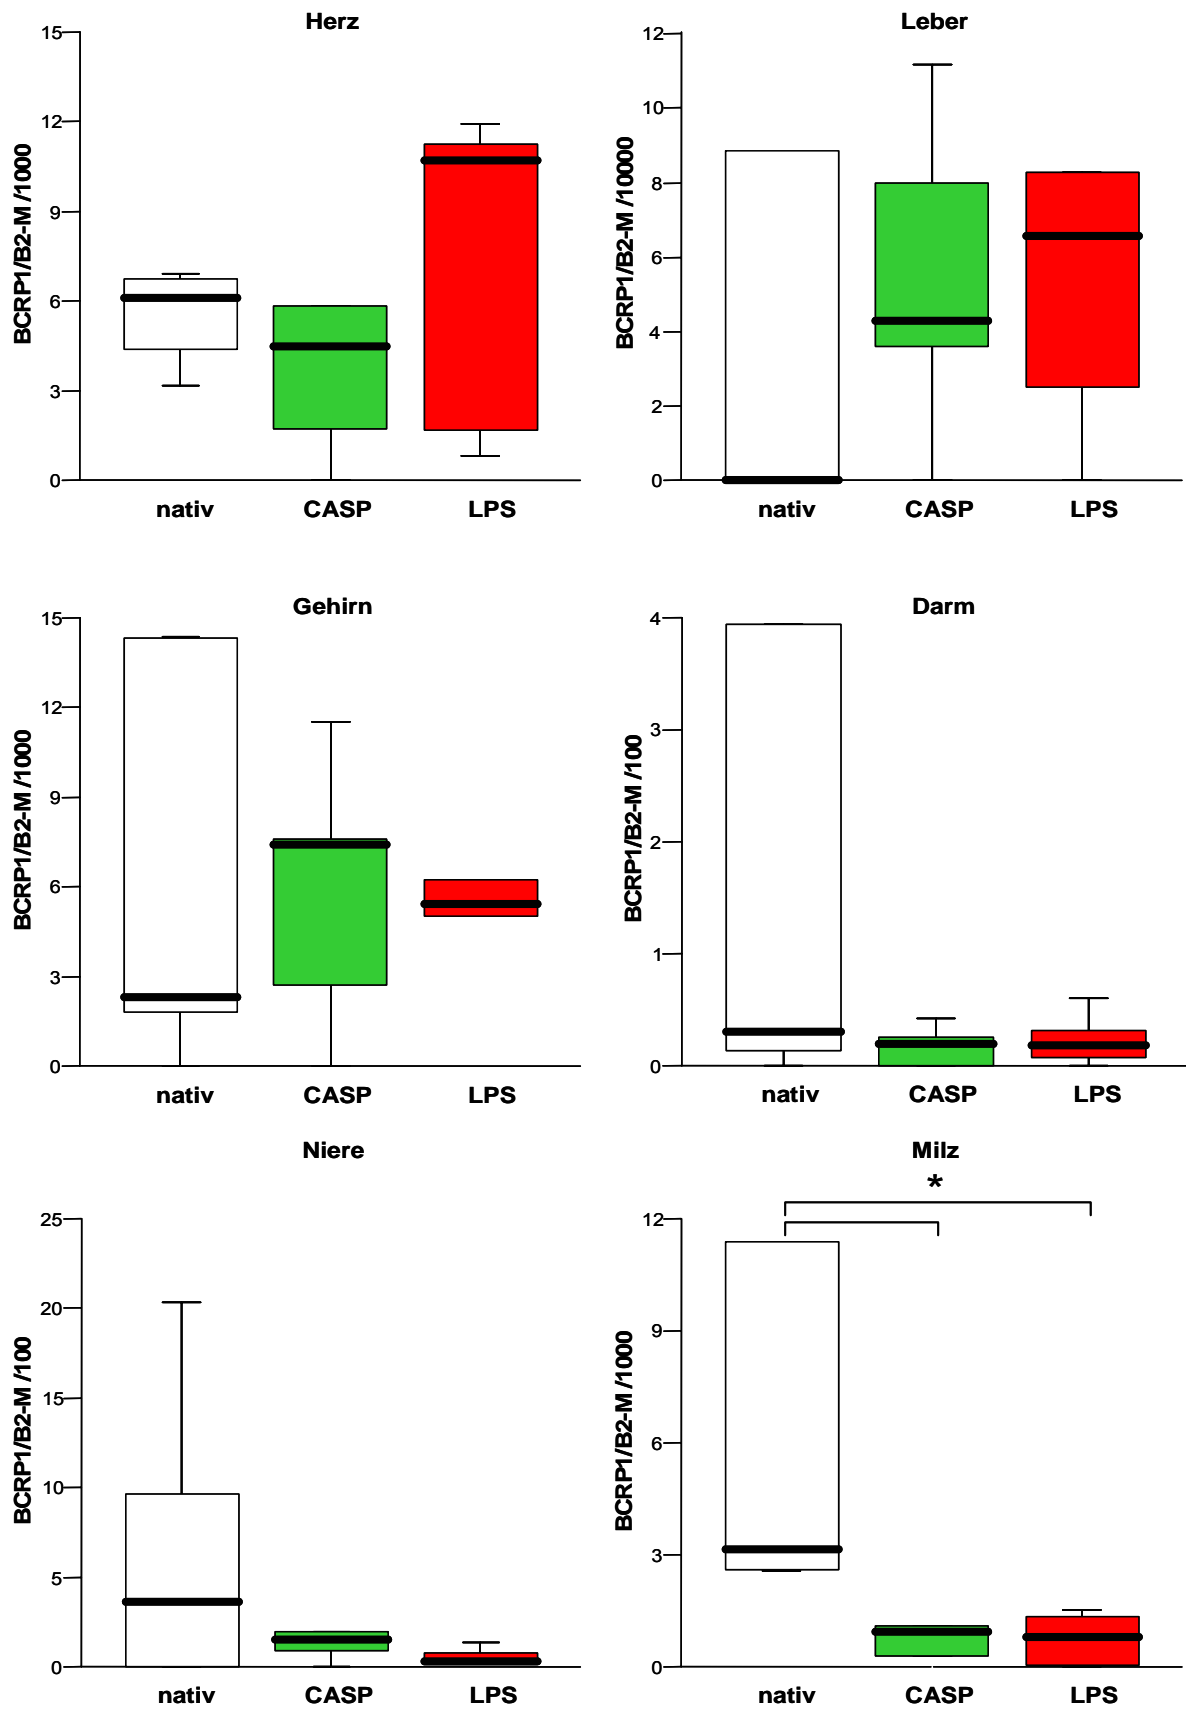 Herz
15
12
9
6
3
0
BCRP1/B2-M /1000
nativ CASP LPS
Leber
12
10
8
6
4
2
0
BCRP1/B2-M /10000
nativ CASP LPS
Gehirn
15
12
9
6
3
0
BCRP1/B2-M /1000
nativ CASP LPS
Darm
4
3
2
1
0
BCRP1/B2-M /100
nativ CASP LPS
Niere
25
20
15
10
5
0
BCRP1/B2-M /100
nativ CASP LPS
Milz
*
12
9
6
3
0
BCRP1/B2-M /1000
nativ CASP LPS